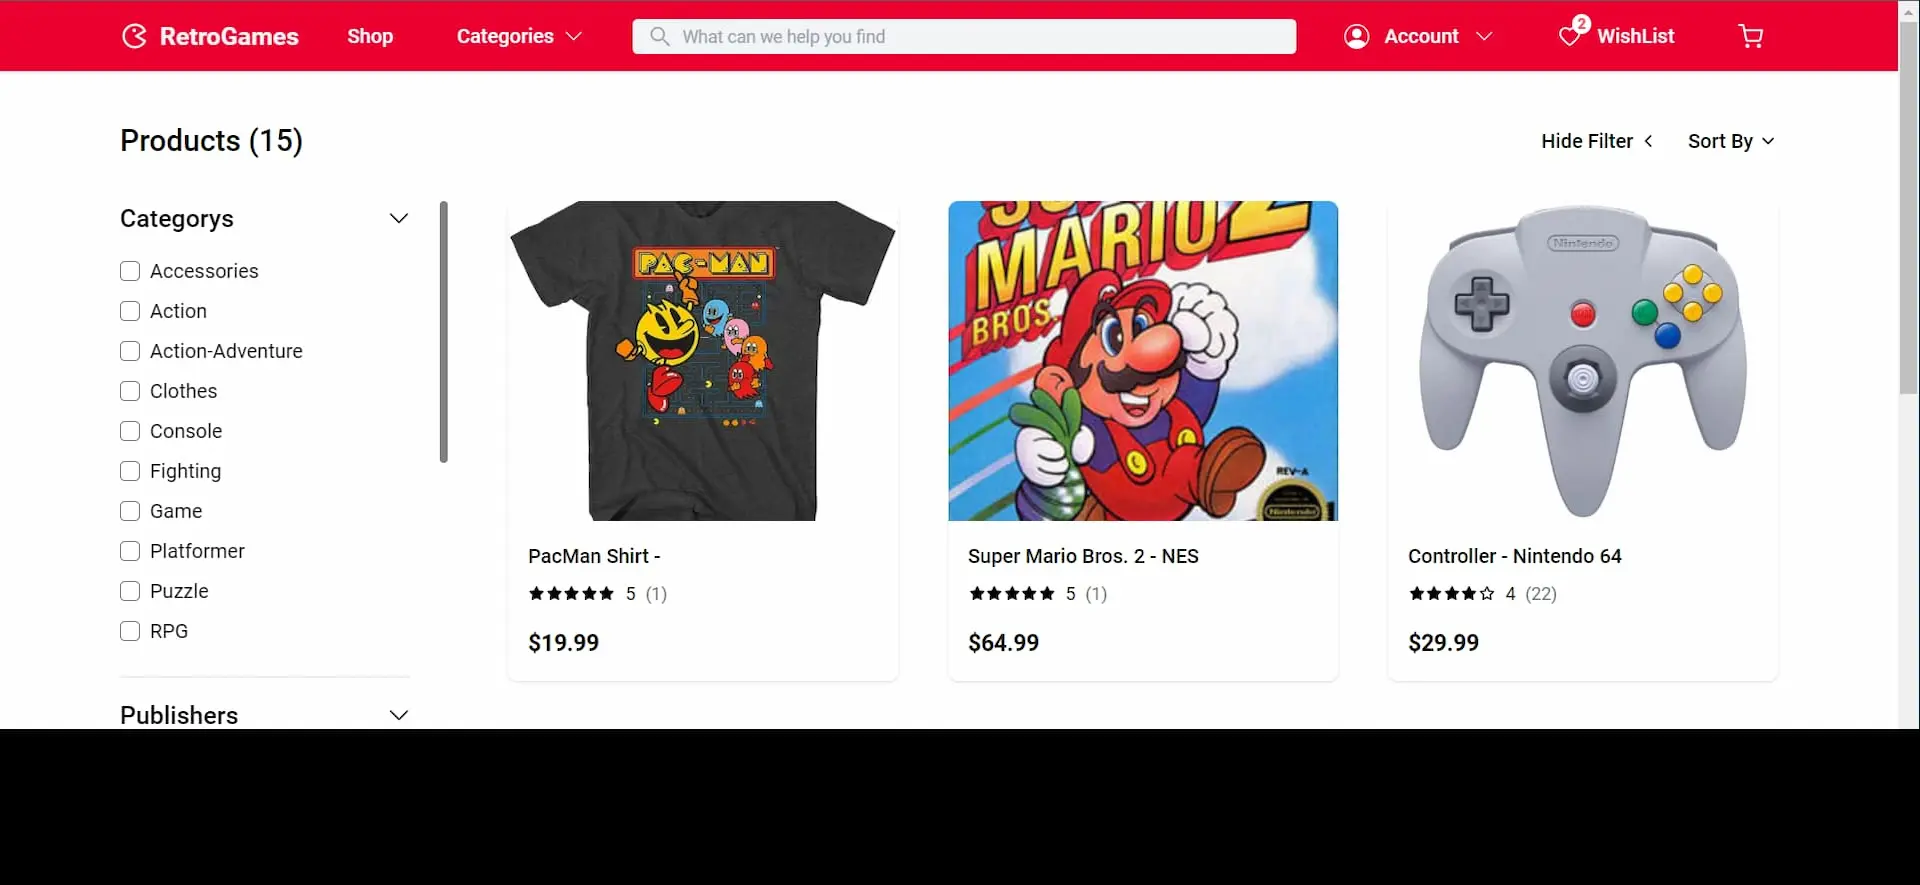 RetroGames Shop Categories What can we help you find Account 2 WishList
Products (15) Hide Filter Sort By
Categorys
Accessories
Action
Action-Adventure
Clothes
Console
Fighting
Game
Platformer
Puzzle
RPG
Publishers
PAC-MAN
PacMan Shirt -
5 (1)
$19.99
MARIO 2
BROS.
REV-A
Nintendo
Super Mario Bros. 2 - NES
5 (1)
$64.99
Nintendo
Controller - Nintendo 64
4 (22)
$29.99